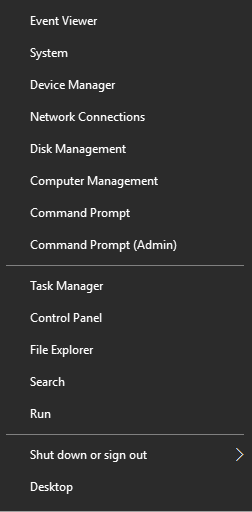 Event Viewer
System
Device Manager
Network Connections
Disk Management
Computer Management
Command Prompt
Command Prompt (Admin)
Task Manager
Control Panel
File Explorer
Search
Run
Shut down or sign out
Desktop